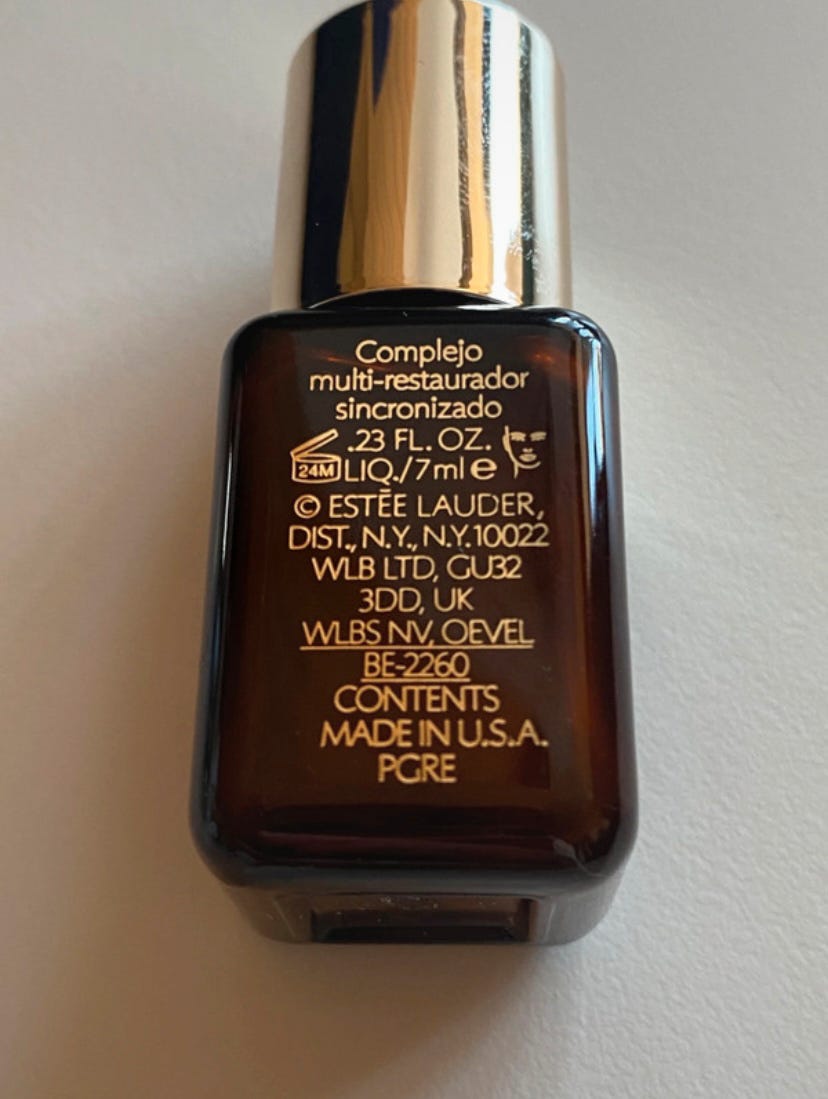 Complejo
multi-restaurador
sincronizado
.23 FL. OZ.
24M LIQ./7ml e
© ESTĒE LAUDER,
DIST., N.Y., N.Y. 10022
WLB LTD, GU32
3DD, UK
WLBS NV, OEVEL
BE-2260
CONTENTS
MADE IN U.S.A.
PGRE